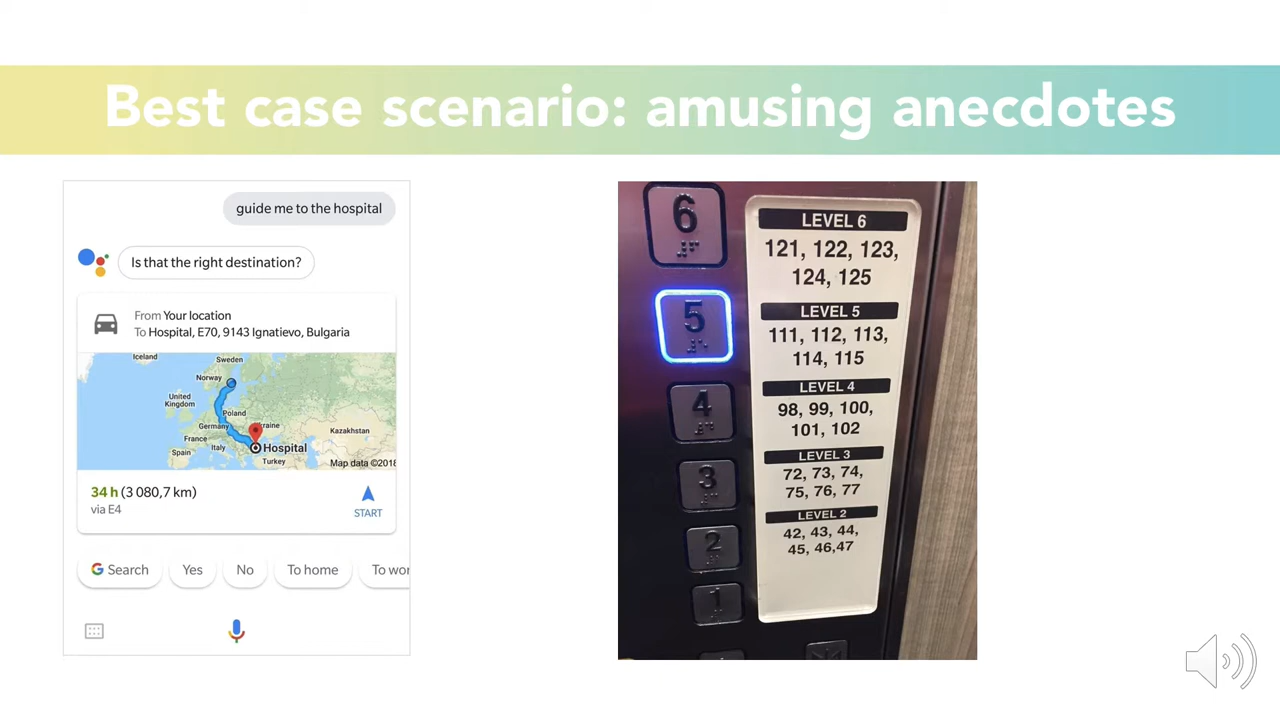 Best case scenario: amusing anecdotes
guide me to the hospital
Is that the right destination?
From Your location
To Hospital, E70, 9143 Ignatievo, Bulgaria
Iceland
Sweden
Norway
United
Kingdom
Poland
Germany
raine
France
Kazakhstan
Italy
Hospital
Spain
Turkey
Map data ©2018
34 h (3 080,7 km)
via E4
START
G Search
Yes
No
To home
To wor
6
5
4
3
2
1
LEVEL 6
121, 122, 123,
124, 125
LEVEL 5
111, 112, 113,
114, 115
LEVEL 4
98, 99, 100,
101, 102
LEVEL 3
72, 73, 74,
75, 76, 77
LEVEL 2
42, 43, 44,
45, 46,47